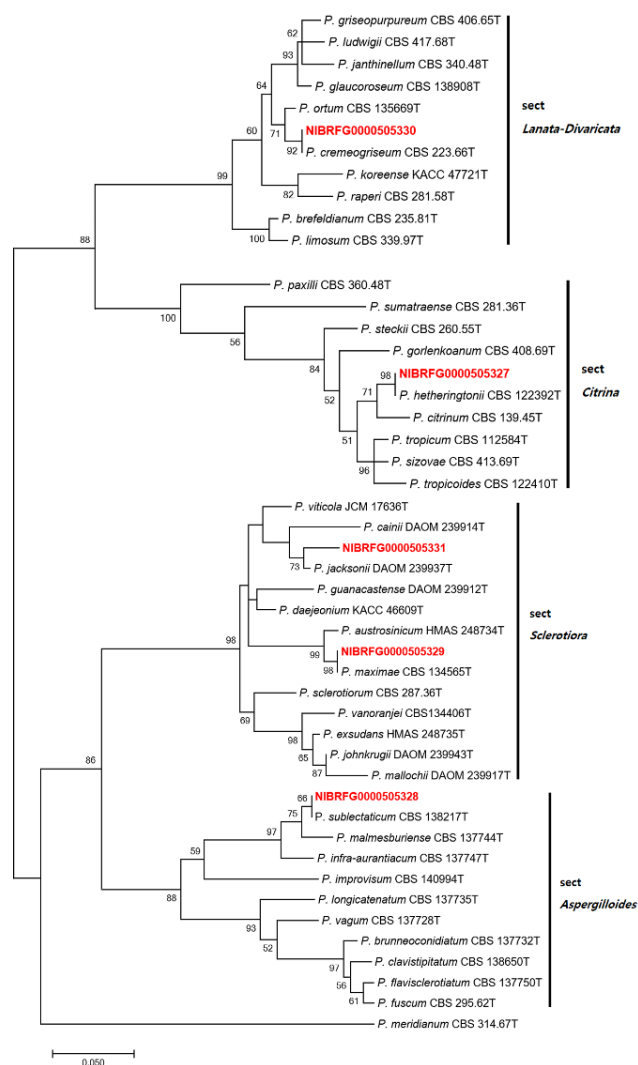 P. griseopurpureum CBS 406.65T
62
P. ludwigii CBS 417.68T
93
P. janthinellum CBS 340.48T
64
P. glaucoroseum CBS 138908T
P. ortum CBS 135669T
sect
Lanata-Divaricata
60
71
NIBRFG0000505330
92
P. cremeogriseum CBS 223.66T
99
P. koreense KACC 47721T
82
P. raperi CBS 281.58T
P. brefeldianum CBS 235.81T
100
P. limosum CBS 339.97T
88
P. paxilli CBS 360.48T
100
P. sumatraense CBS 281.36T
56
P. steckii CBS 260.55T
84
P. gorlenkoanum CBS 408.69T
98
NIBRFG0000505327
sect
Citrina
52
71
P. hetheringtonii CBS 122392T
P. citrinum CBS 139.45T
51
P. tropicum CBS 112584T
P. sizovae CBS 413.69T
96
P. tropicoides CBS 122410T
P. viticola JCM 17636T
P. cainii DAOM 239914T
NIBRFG0000505331
73
P. jacksonii DAOM 239937T
P. guanacastense DAOM 239912T
P. daejeonium KACC 46609T
sect
Sclerotiora
98
P. austrosinicum HMAS 248734T
99
NIBRFG0000505329
98
P. maximae CBS 134565T
P. sclerotiorum CBS 287.36T
69
P. vanoranjei CBS134406T
98
P. exsudans HMAS 248735T
65
P. johnkrugii DAOM 239943T
87
P. mallochii DAOM 239917T
86
66
NIBRFG0000505328
75
P. sublectaticum CBS 138217T
97
P. malmesburiense CBS 137744T
59
P. infra-aurantiacum CBS 137747T
P. improvisum CBS 140994T
88
sect
Aspergilloides
P. longicatenatum CBS 137735T
93
P. vagum CBS 137728T
52
P. brunneoconidiatum CBS 137732T
97
P. clavistipitatum CBS 138650T
56
P. flavisclerotiatum CBS 137750T
61
P. fuscum CBS 295.62T
P. meridianum CBS 314.67T
0.050